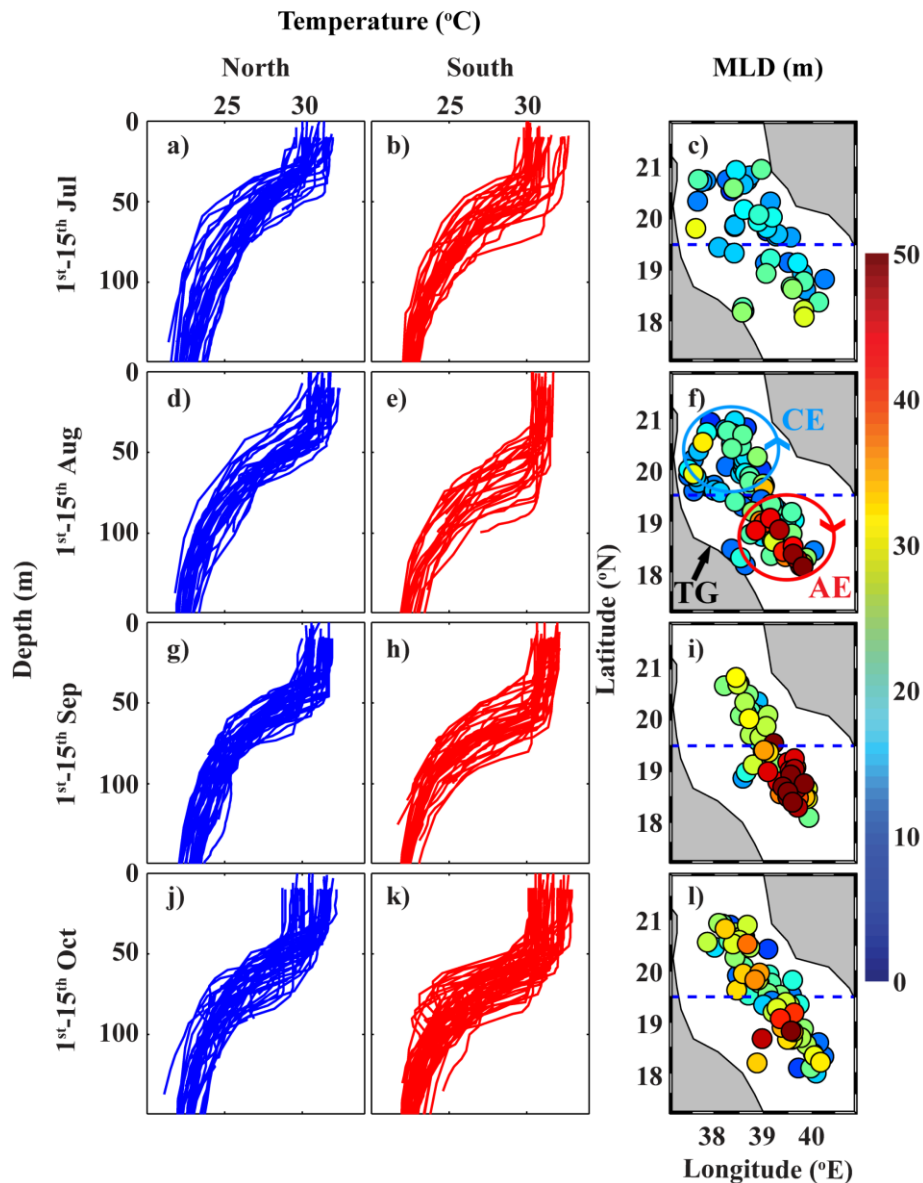 Temperature (°C)
North South MLD (m)
25 30 25 30
0 a) b) c)
21
50
20
1st-15th Jul
19
100
18
50
0 d) e) f) CE
21
40
50
20
1st-15th Aug
19
100
18
TG AE
30
Depth (m)
Latitude (°N)
0 g) h) i)
21
20
50
20
1st-15th Sep
19
100
18
10
0 j) k) l)
21
0
50
20
1st-15th Oct
19
100
18
38 39 40
Longitude (°E)